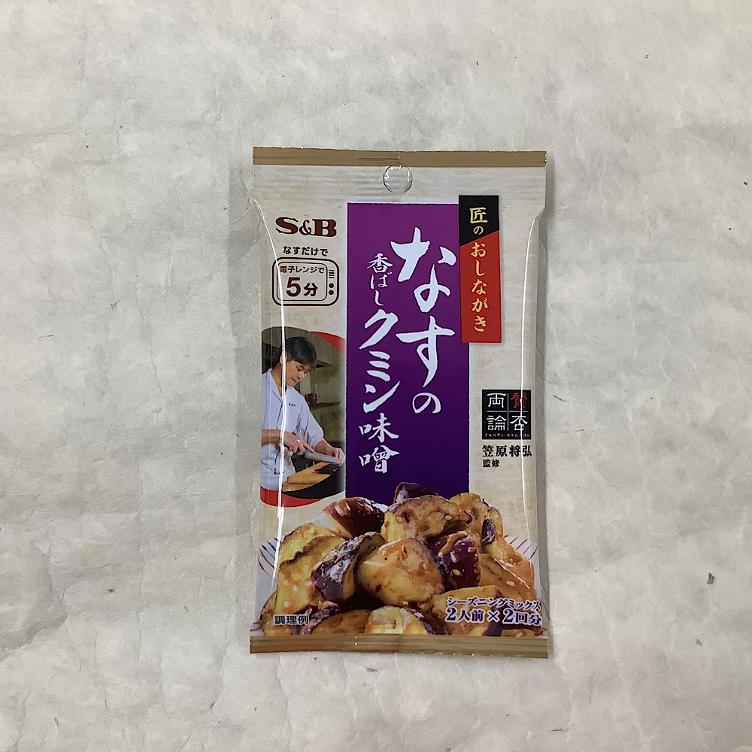 S&B
なすだけで
電子レンジで
5分
匠のおしながき
なすの
香ばしクミン味噌
賛否
両論
笠原将弘
監修
シーズニングミックス
2人前×2回分
調理例